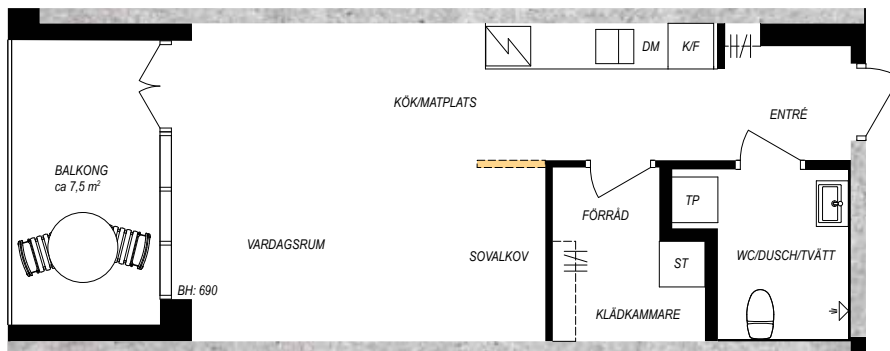 DM
K/F
KÖK/MATPLATS
ENTRÉ
BALKONG
ca 7,5 m²
TP
FÖRRÅD
VARDAGSRUM
SOVALKOV
ST
WC/DUSCH/TVÄTT
BH: 690
KLÄDKAMMARE